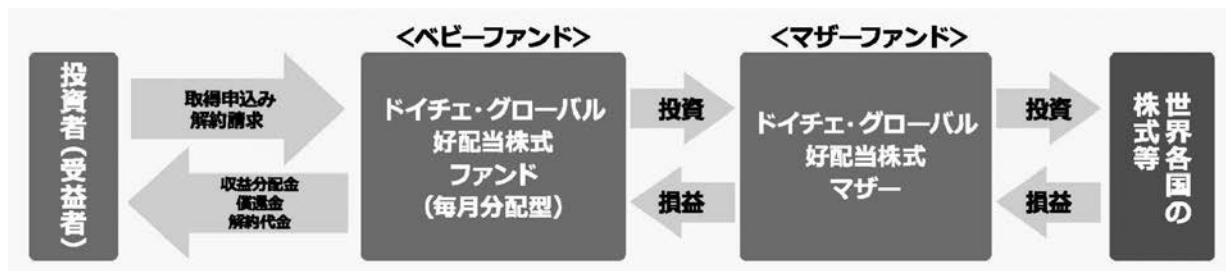 <ベビーファンド>
<マザーファンド>
投資者(受益者)
取得申込み
解約請求
収益分配金
償還金
解約代金
ドイチェ・グローバル
好配当株式
ファンド
(毎月分配型)
投資
損益
ドイチェ・グローバル
好配当株式
マザー
投資
損益
世界各国の
株式等